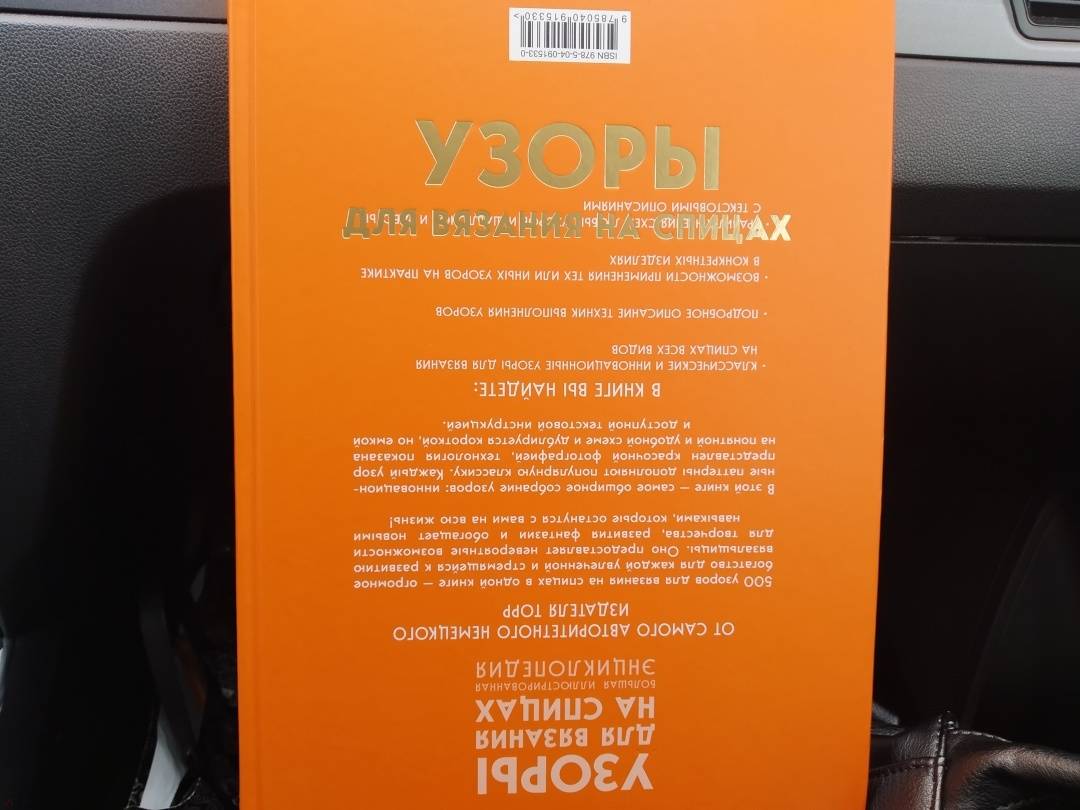 УЗОРЫ
ДЛЯ ВЯЗАНИЯ НА СПИЦАХ
УЗОРЫ
ДЛЯ ВЯЗАНИЯ
НА СПИЦАХ
БОЛЬШАЯ ИЛЛЮСТРИРОВАННАЯ
ЭНЦИКЛОПЕДИЯ
ОТ САМОГО АВТОРИТЕТНОГО НЕМЕЦКОГО
ИЗДАТЕЛЯ ТОРР
500 узоров для вязания на спицах в одной книге — огромное
богатство для каждой увлеченной и стремящейся к развитию
вязальщицы. Оно предоставляет невероятные возможности
для творчества, развития фантазии и обогащает новыми
навыками, которые останутся с вами на всю жизнь!
В этой книге — самое обширное собрание узоров: инновацион-
ные паттерны дополняют популярную классику. Каждый узор
представлен красочной фотографией, технология показана
на понятной и удобной схеме и дублируется короткой, но емкой
и доступной текстовой инструкцией.
В КНИГЕ ВЫ НАЙДЕТЕ:
• КЛАССИЧЕСКИЕ И ИННОВАЦИОННЫЕ УЗОРЫ ДЛЯ ВЯЗАНИЯ
НА СПИЦАХ ВСЕХ ВИДОВ
• ПОДРОБНОЕ ОПИСАНИЕ ТЕХНИК ВЫПОЛНЕНИЯ УЗОРОВ
• ВОЗМОЖНОСТИ ПРИМЕНЕНИЯ ТЕХ ИЛИ ИНЫХ УЗОРОВ НА ПРАКТИКЕ
В КОНКРЕТНЫХ ИЗДЕЛИЯХ
С ТЕКСТОВЫМИ ОПИСАНИЯМИ
ISBN 978-5-04-091533-0
9 785040 915330 >